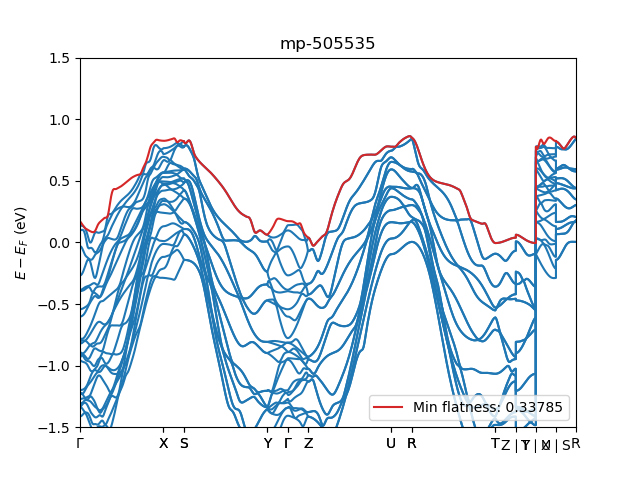 mp-505535
1.5
1.0
0.5
0.0
−0.5
−1.0
−1.5
E − E_F (eV)
Min flatness: 0.33785
Γ X S Y Γ Z U R T Z | Y | X | S R